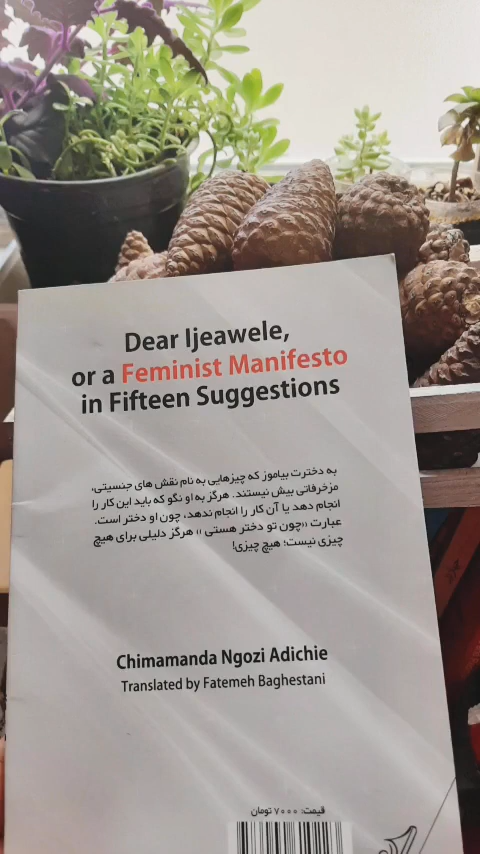 Dear Ijeawele,
or a Feminist Manifesto
in Fifteen Suggestions
به دخترت بیاموز که چیزهایی به نام نقش های جنسیتی،
مزخرفاتی بیش نیستند. هرگز به او نگو که باید این کار را
انجام دهد یا آن کار را انجام ندهد، چون او دختر است.
عبارت «چون تو دختر هستی» هرگز دلیلی برای هیچ
چیزی نیست؛ هیچ چیزی!
Chimamanda Ngozi Adichie
Translated by Fatemeh Baghestani
قیمت: ۷۰۰۰ تومان